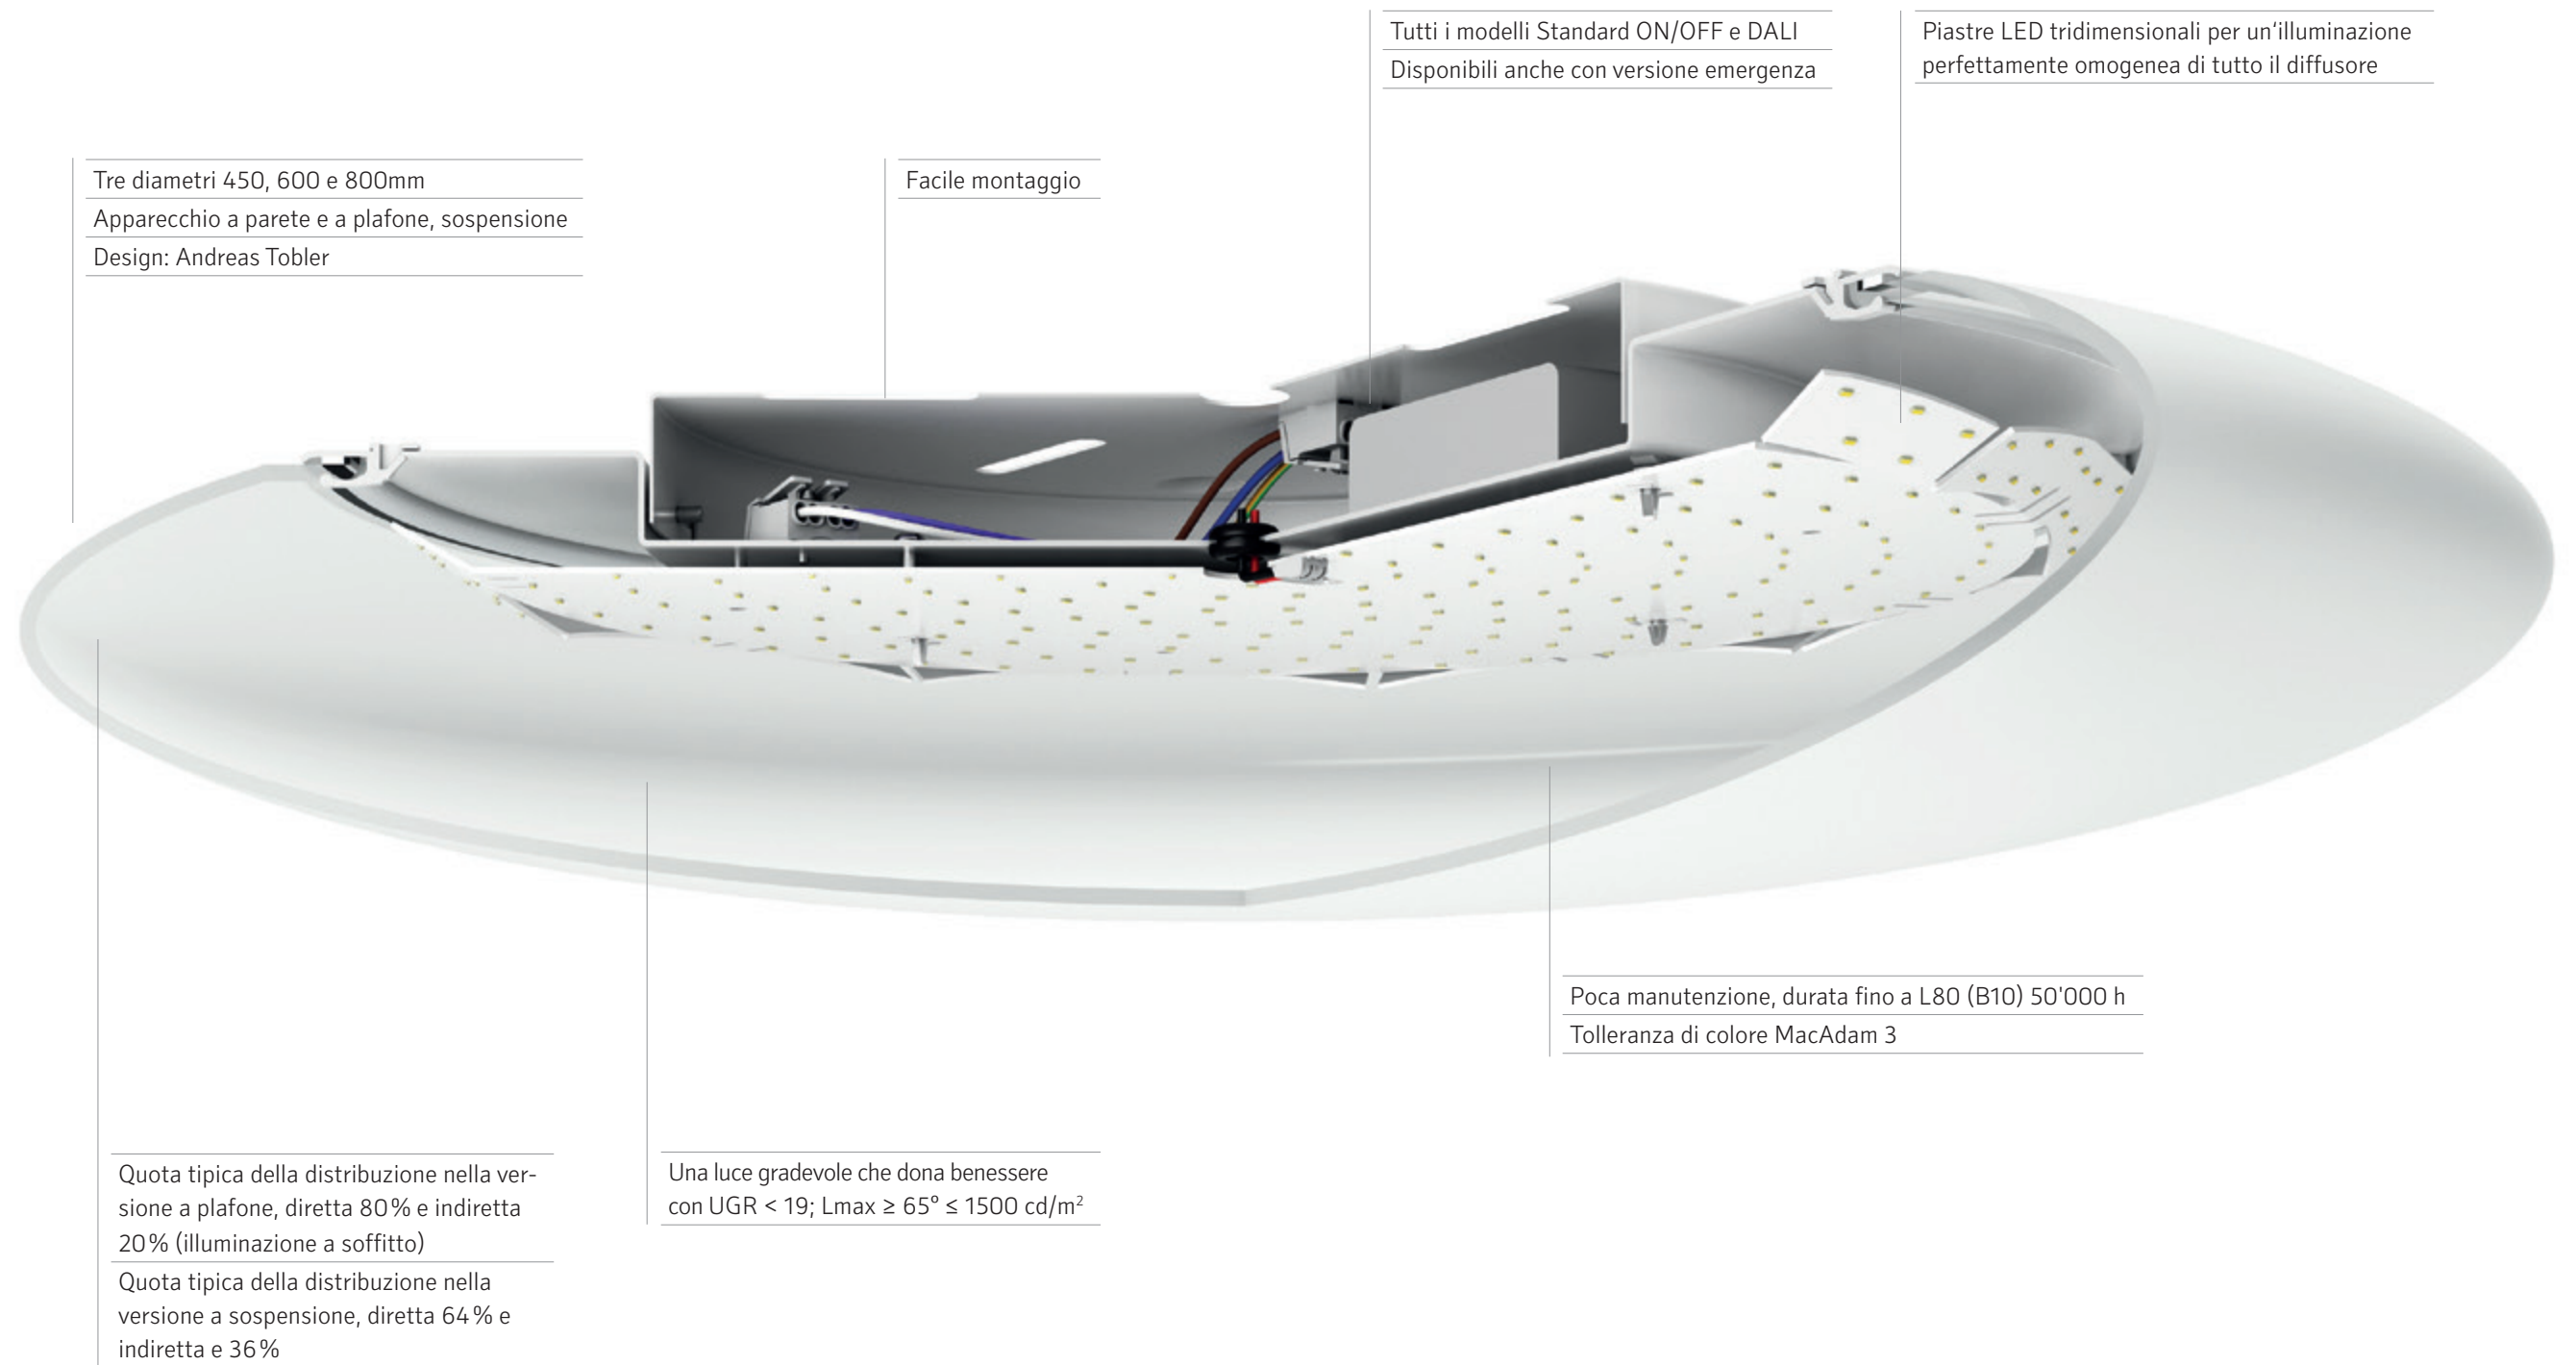 Tutti i modelli Standard ON/OFF e DALI
Disponibili anche con versione emergenza
Piastre LED tridimensionali per un‘illuminazione
perfettamente omogenea di tutto il diffusore
Tre diametri 450, 600 e 800mm
Apparecchio a parete e a plafone, sospensione
Design: Andreas Tobler
Facile montaggio
Poca manutenzione, durata fino a L80 (B10) 50'000 h
Tolleranza di colore MacAdam 3
Quota tipica della distribuzione nella ver-
sione a plafone, diretta 80% e indiretta
20% (illuminazione a soffitto)
Quota tipica della distribuzione nella
versione a sospensione, diretta 64% e
indiretta e 36%
Una luce gradevole che dona benessere
con UGR < 19; Lmax ≥ 65° ≤ 1500 cd/m²